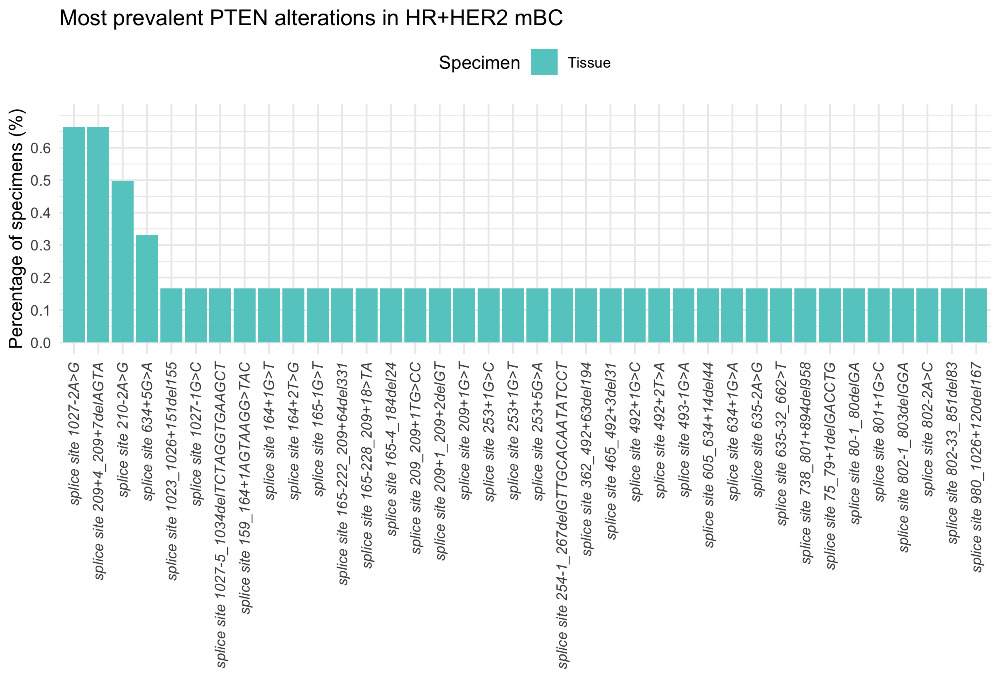 Most prevalent PTEN alterations in HR+HER2 mBC
Specimen Tissue
Percentage of specimens (%)
0.6
0.5
0.4
0.3
0.2
0.1
0.0
splice site 1027-2A>G
splice site 209+4_209+7delAGTA
splice site 210-2A>G
splice site 634+5G>A
splice site 1023_1026+151del155
splice site 1027-1G>C
splice site 1027-5_1034delTCTAGGTGAAGCT
splice site 159_164+1AGTAAGG>TAC
splice site 164+1G>T
splice site 164+2T>G
splice site 165-1G>T
splice site 165-222_209+64del331
splice site 165-228_209+18>TA
splice site 165-4_184del24
splice site 209_209+1TG>CC
splice site 209+1_209+2delGT
splice site 209+1G>T
splice site 253+1G>C
splice site 253+1G>T
splice site 253+5G>A
splice site 254-1_267delGTTGCACAATATCCT
splice site 362_492+63del194
splice site 465_492+3del31
splice site 492+1G>C
splice site 492+2T>A
splice site 493-1G>A
splice site 605_634+14del44
splice site 634+1G>A
splice site 635-2A>G
splice site 635-32_662>T
splice site 738_801+894del958
splice site 75_79+1delGACCTG
splice site 80-1_80delGA
splice site 801+1G>C
splice site 802-1_803delGGA
splice site 802-2A>C
splice site 802-33_851del83
splice site 980_1026+120del167